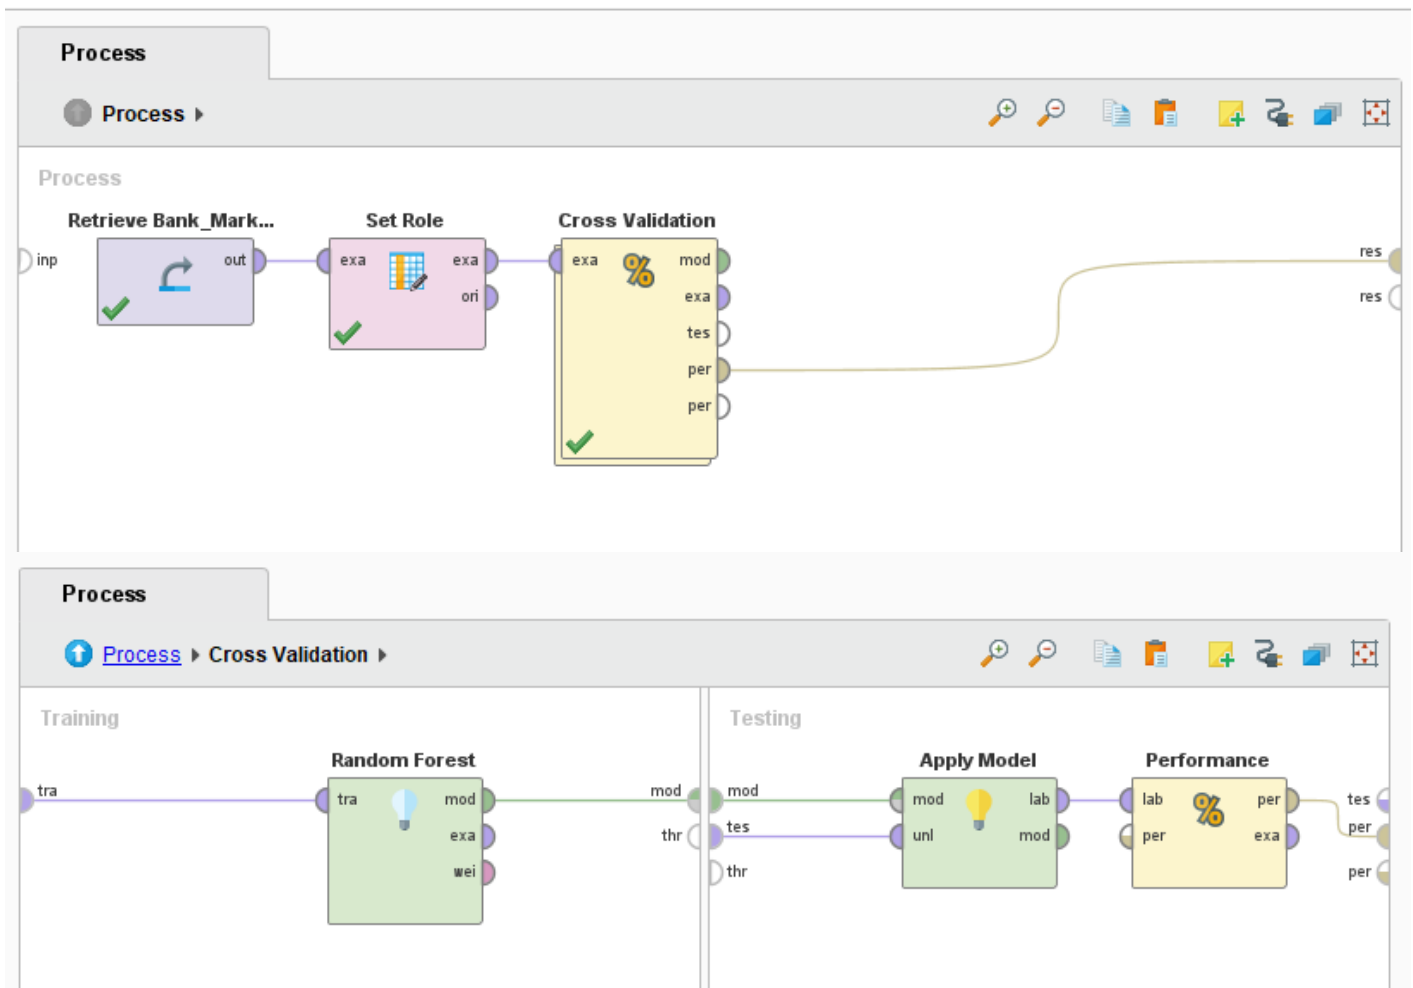 Process
Process
Process
Retrieve Bank_Mark... Set Role Cross Validation
inp out exa exa exa mod res
ori exa res
tes
per
per
Process
Process Cross Validation
Training Testing
Random Forest Apply Model Performance
tra tra mod mod mod mod lab lab per tes
exa thr tes unl mod per exa per
wei thr per